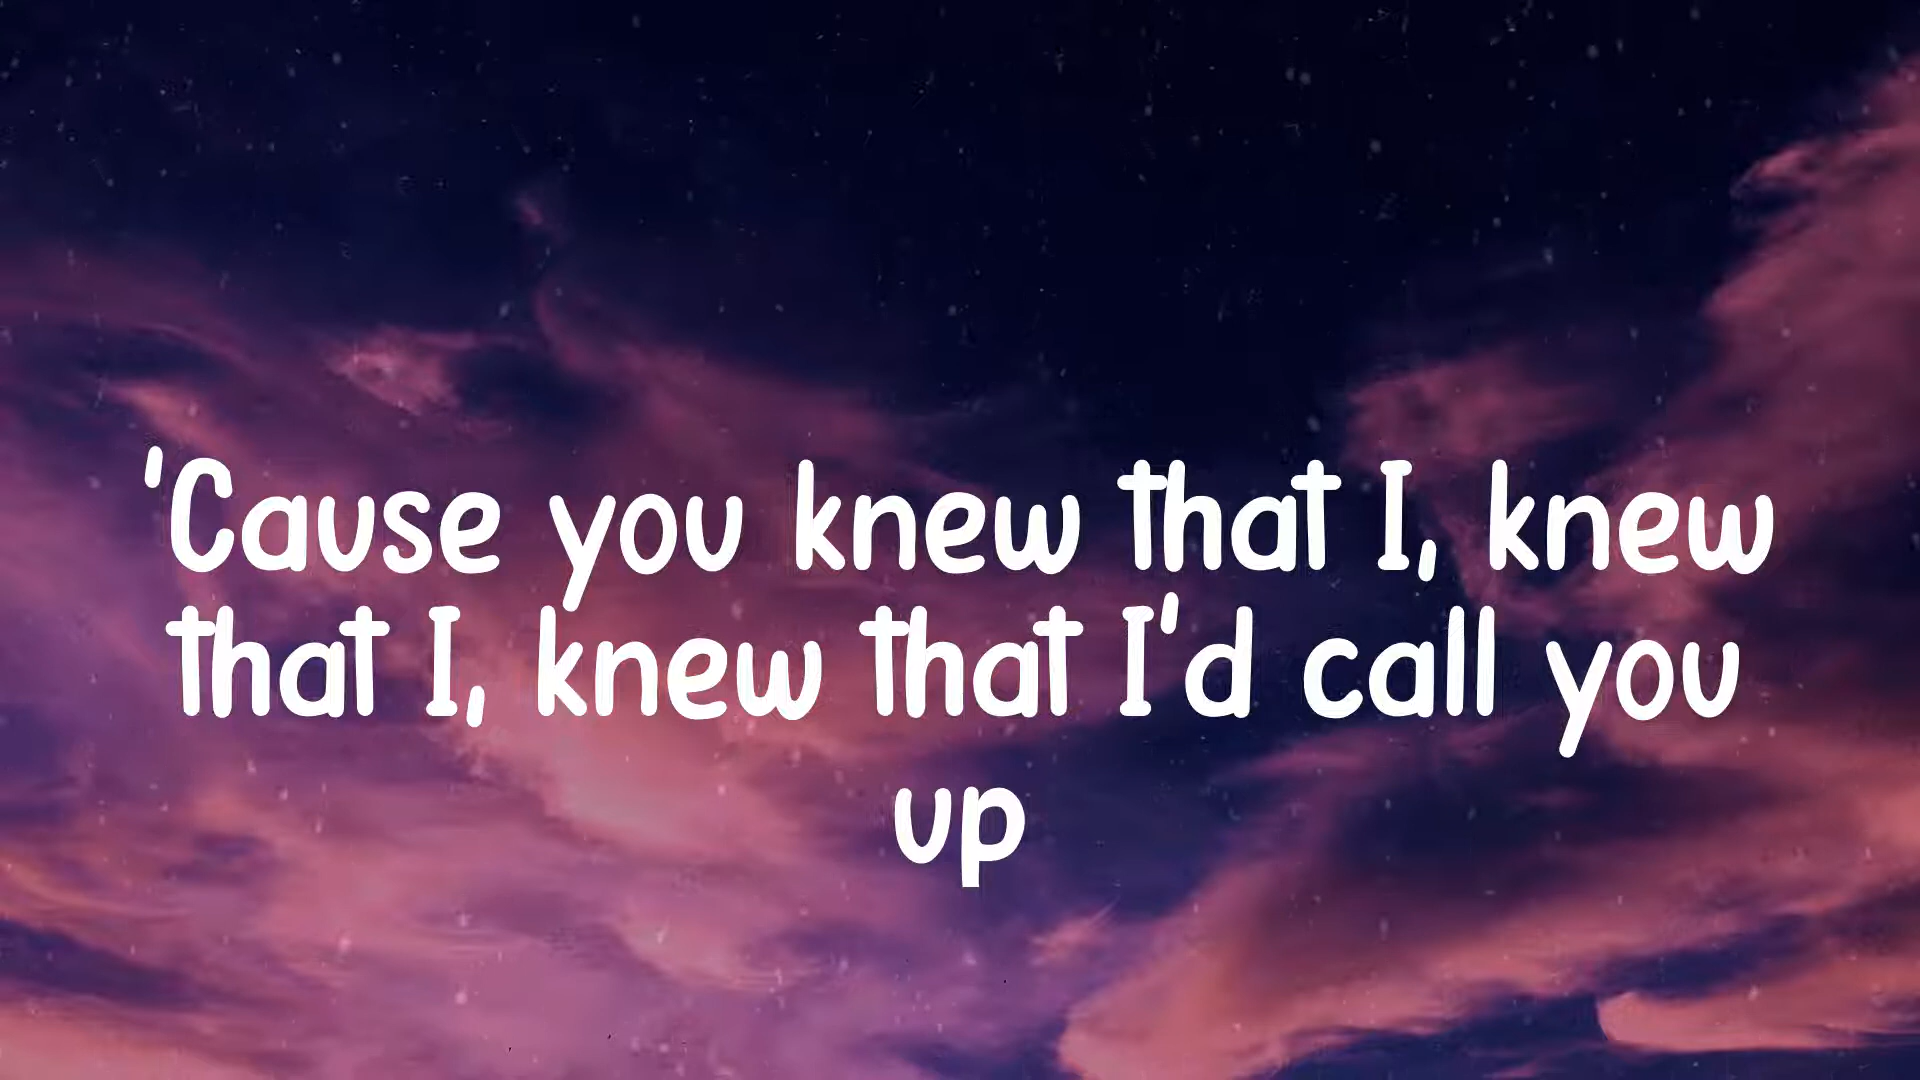 'Cause you knew that I, knew
that I, knew that I'd call you
up